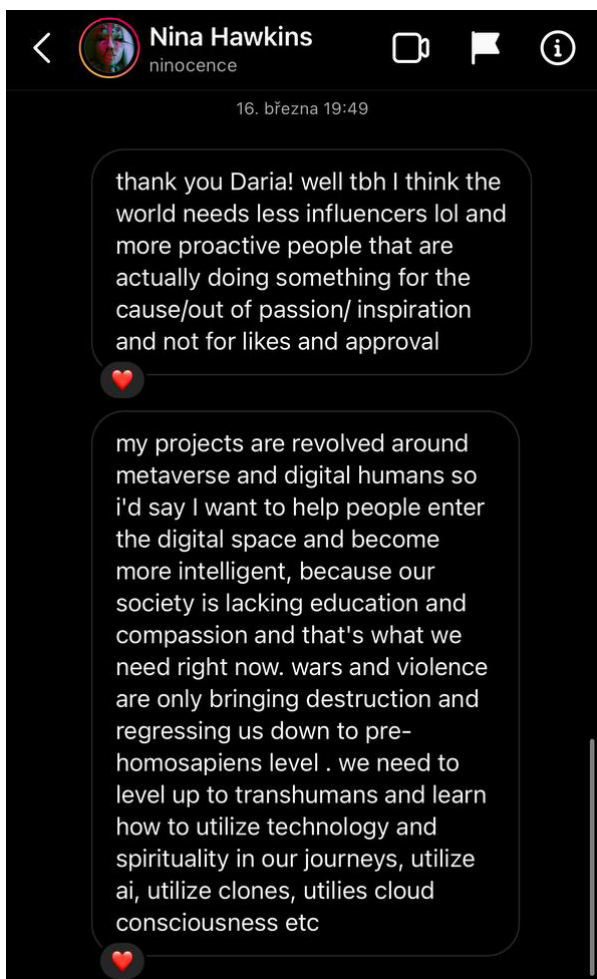 Nina Hawkins
ninocence
16. března 19:49
thank you Daria! well tbh I think the
world needs less influencers lol and
more proactive people that are
actually doing something for the
cause/out of passion/ inspiration
and not for likes and approval
my projects are revolved around
metaverse and digital humans so
i'd say I want to help people enter
the digital space and become
more intelligent, because our
society is lacking education and
compassion and that's what we
need right now. wars and violence
are only bringing destruction and
regressing us down to pre-
homosapiens level . we need to
level up to transhumans and learn
how to utilize technology and
spirituality in our journeys, utilize
ai, utilize clones, utilies cloud
consciousness etc